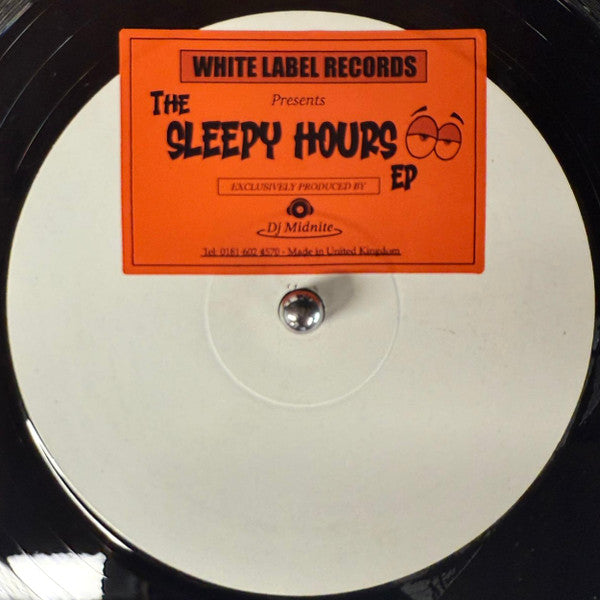 WHITE LABEL RECORDS
Presents
THE
SLEEPY HOURS
EP
EXCLUSIVELY PRODUCED BY
Dj Midnite
Tel: 0181 602 4570 - Made in United Kingdom